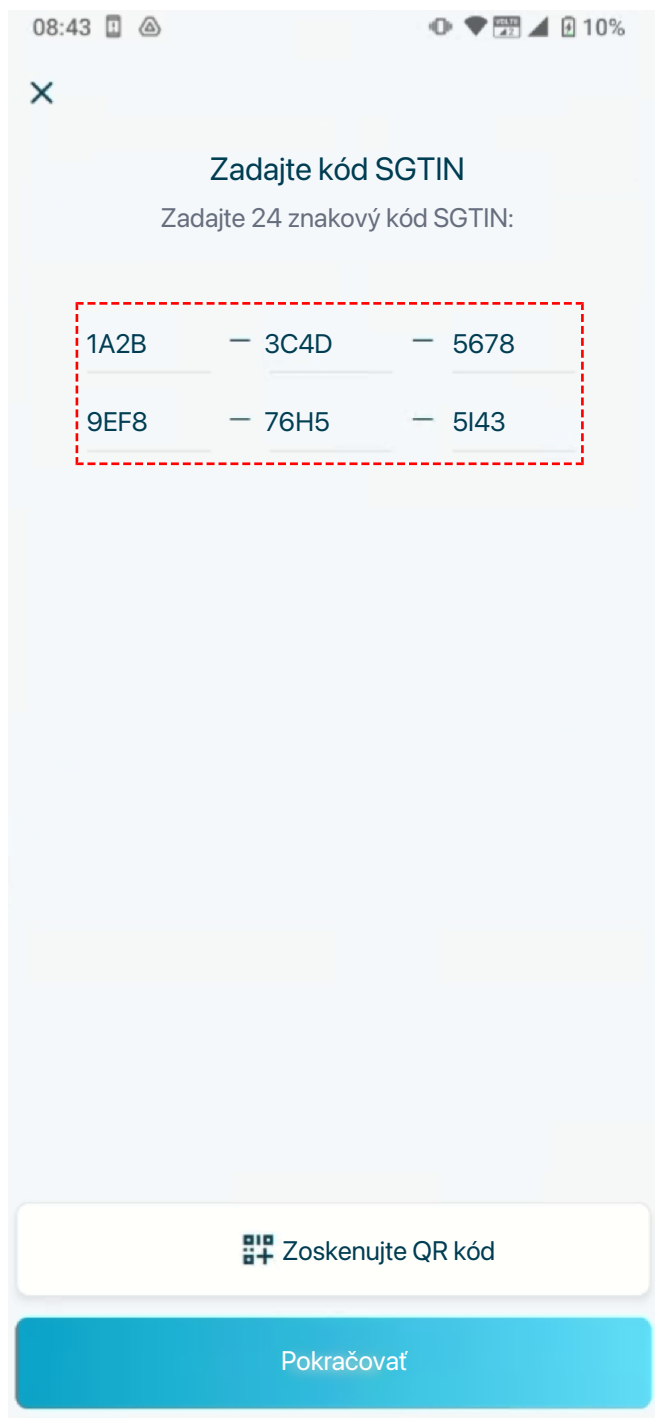 08:43 10%
Zadajte kód SGTIN
Zadajte 24 znakový kód SGTIN:
1A2B – 3C4D – 5678
9EF8 – 76H5 – 5I43
Zoskenujte QR kód
Pokračovať